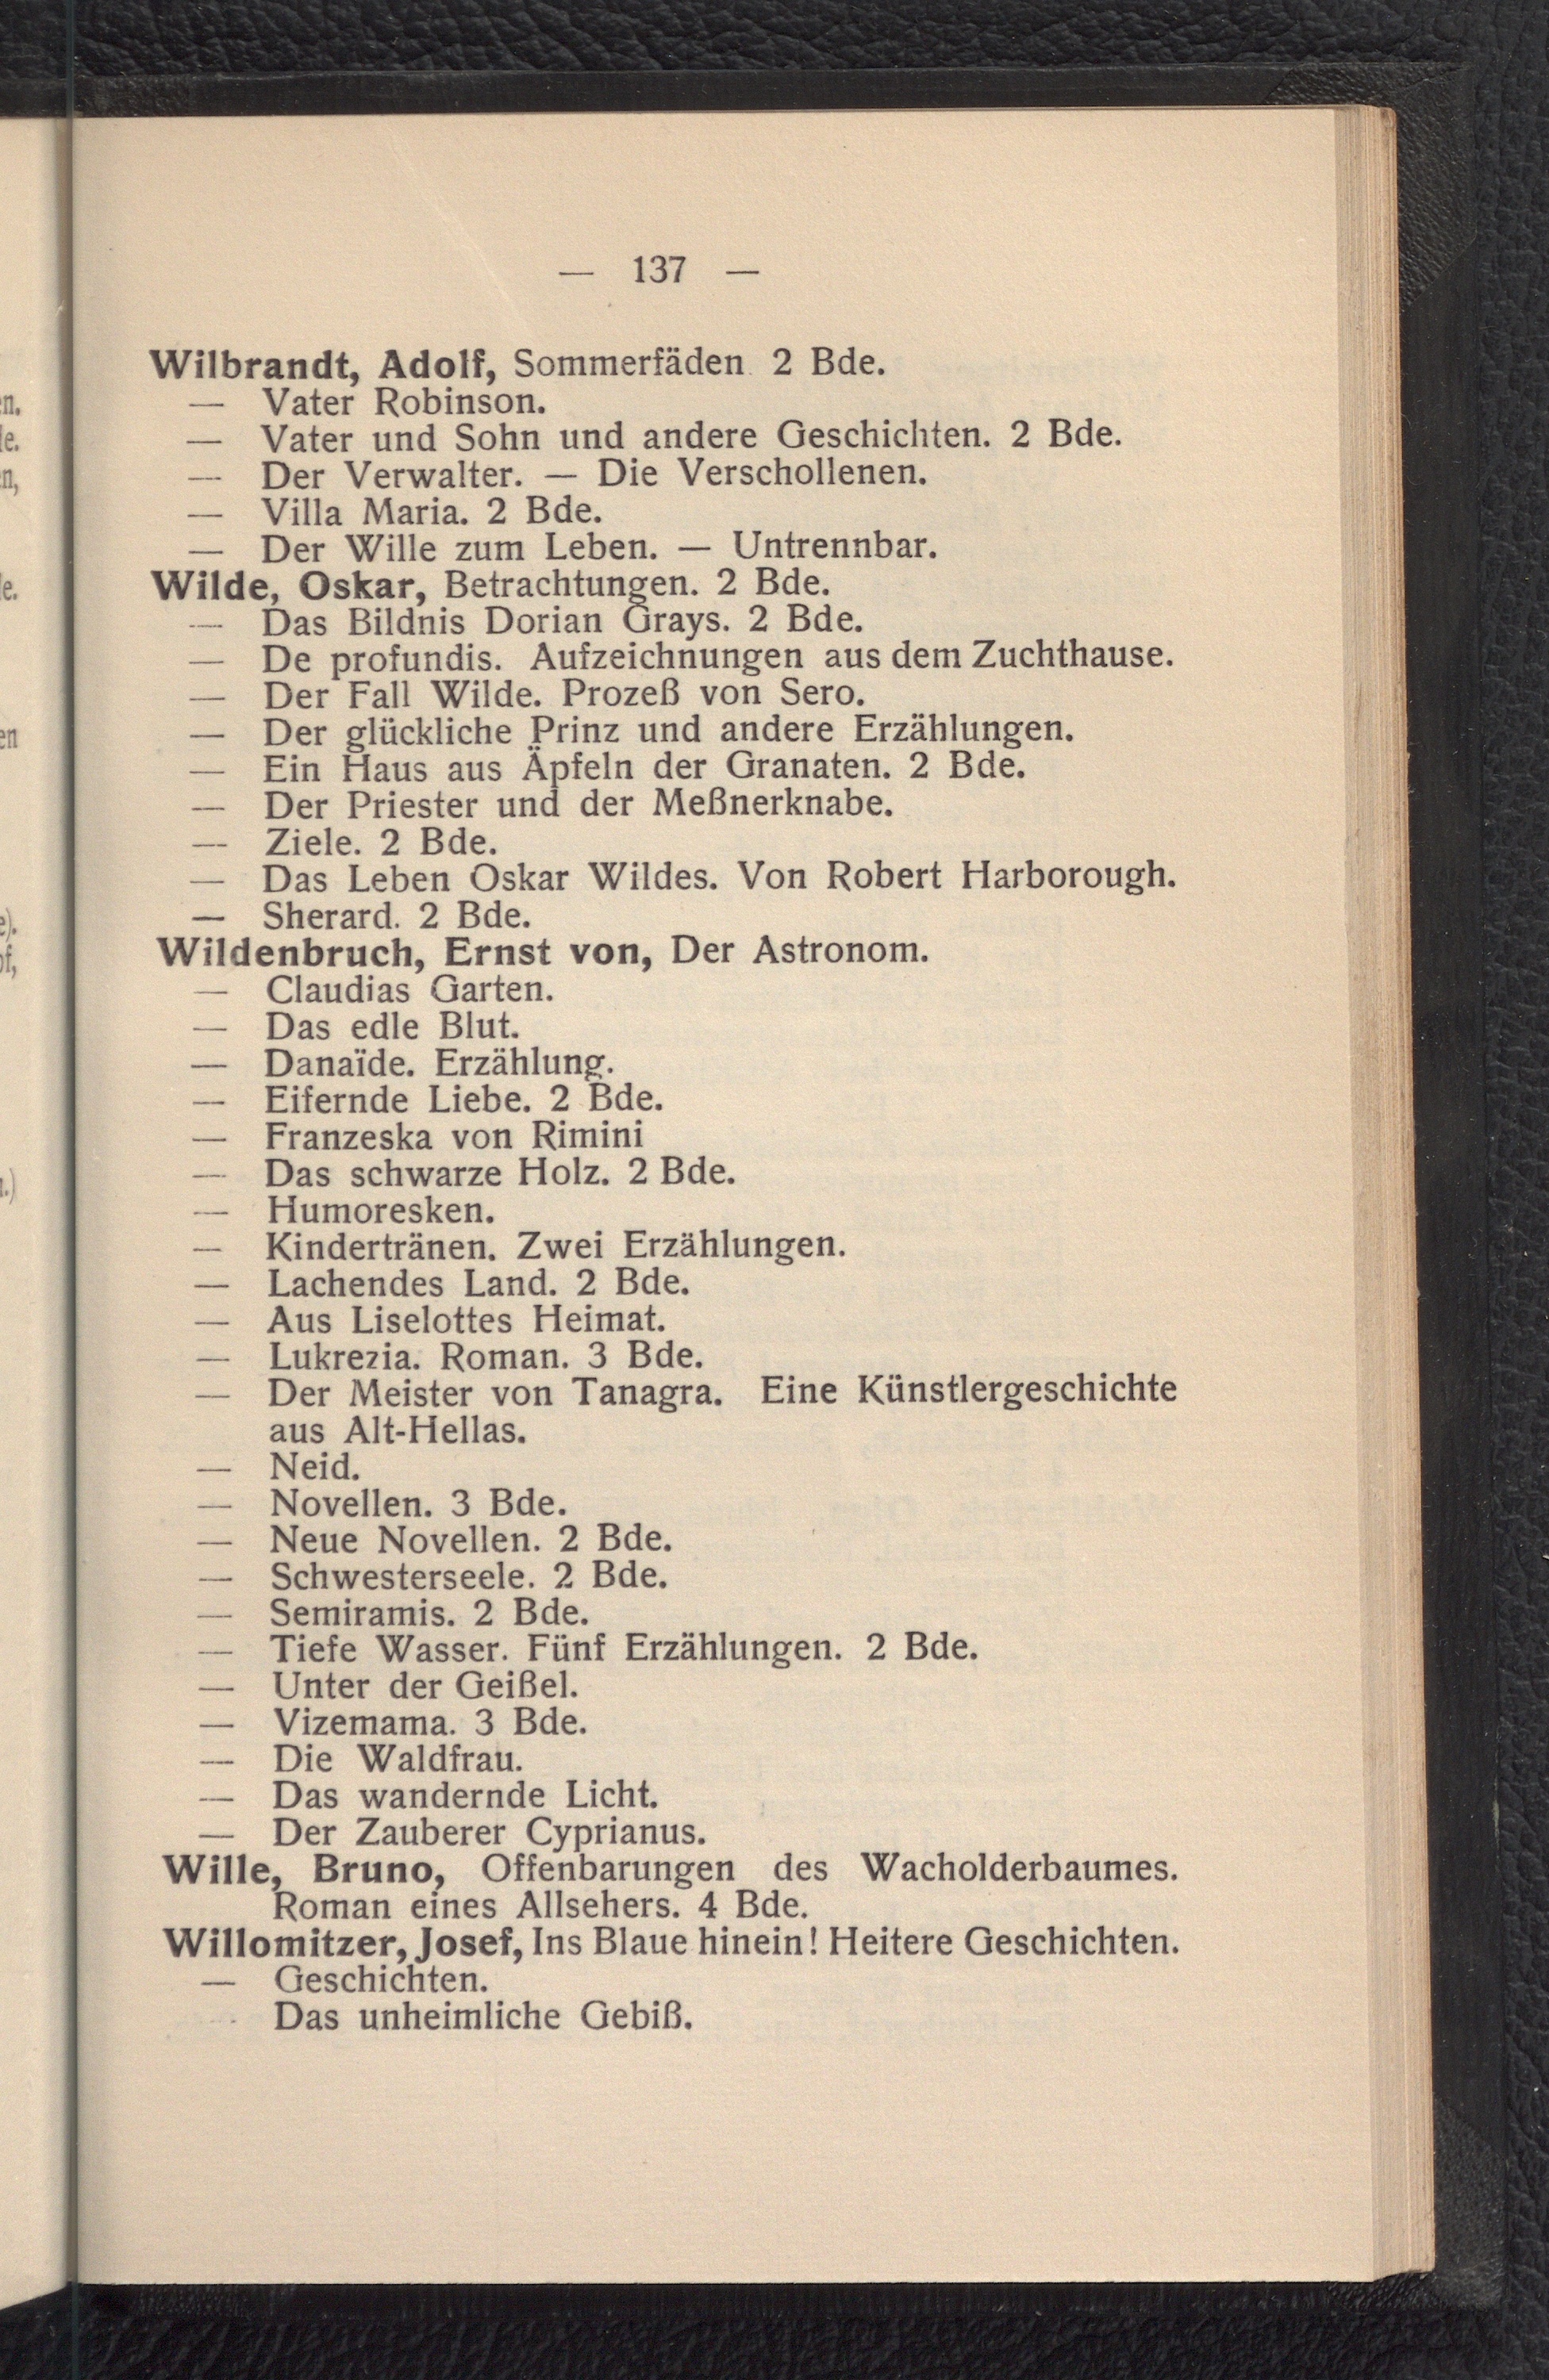 — 137 —
Wilbrandt, Adolf, Sommerfäden 2 Bde.
— Vater Robinson.
— Vater und Sohn und andere Geschichten. 2 Bde.
— Der Verwalter. — Die Verschollenen.
— Villa Maria. 2 Bde.
— Der Wille zum Leben. — Untrennbar.
Wilde, Oskar, Betrachtungen. 2 Bde.
— Das Bildnis Dorian Grays. 2 Bde.
— De profundis. Aufzeichnungen aus dem Zuchthause.
— Der Fall Wilde. Prozeß von Sero.
— Der glückliche Prinz und andere Erzählungen.
— Ein Haus aus Äpfeln der Granaten. 2 Bde.
— Der Priester und der Meßnerknabe.
— Ziele. 2 Bde.
— Das Leben Oskar Wildes. Von Robert Harborough.
— Sherard. 2 Bde.
Wildenbruch, Ernst von, Der Astronom.
— Claudias Garten.
— Das edle Blut.
— Danaïde. Erzählung.
— Eifernde Liebe. 2 Bde.
— Franzeska von Rimini
— Das schwarze Holz. 2 Bde.
— Humoresken.
— Kindertränen. Zwei Erzählungen.
— Lachendes Land. 2 Bde.
— Aus Liselottes Heimat.
— Lukrezia. Roman. 3 Bde.
— Der Meister von Tanagra. Eine Künstlergeschichte
aus Alt-Hellas.
— Neid.
— Novellen. 3 Bde.
— Neue Novellen. 2 Bde.
— Schwesterseele. 2 Bde.
— Semiramis. 2 Bde.
— Tiefe Wasser. Fünf Erzählungen. 2 Bde.
— Unter der Geißel.
— Vizemama. 3 Bde.
— Die Waldfrau.
— Das wandernde Licht.
— Der Zauberer Cyprianus.
Wille, Bruno, Offenbarungen des Wacholderbaumes.
Roman eines Allsehers. 4 Bde.
Willomitzer, Josef, Ins Blaue hinein! Heitere Geschichten.
— Geschichten.
Das unheimliche Gebiß.